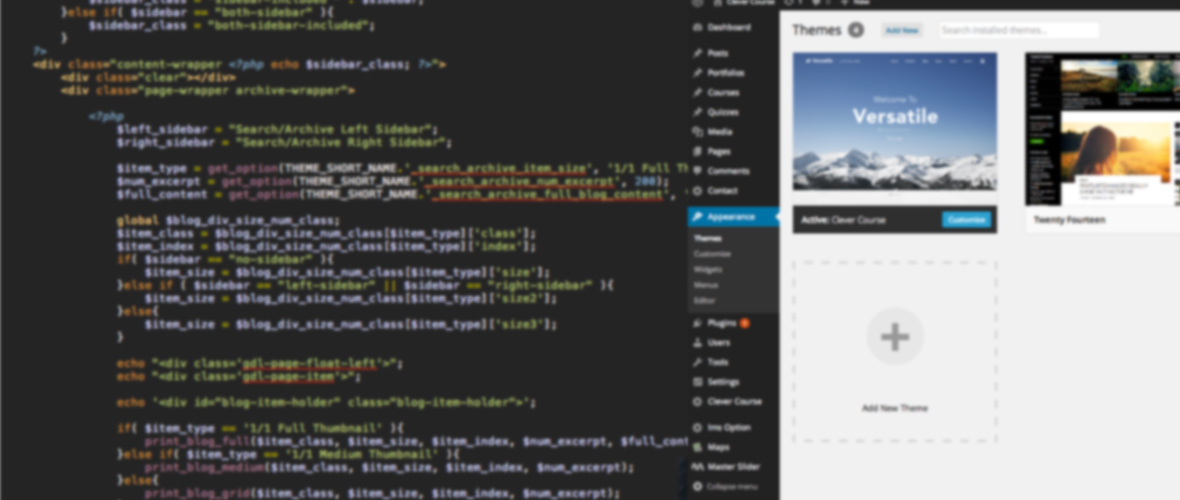 }else if( $sidebar == "both-sidebar" ){
$sidebar_class = "both-sidebar-included";
}
?>
<div class="content-wrapper <?php echo $sidebar_class; ?>">
<div class="clear"></div>
<div class="page-wrapper archive-wrapper">
<?php
$left_sidebar = "Search/Archive Left Sidebar";
$right_sidebar = "Search/Archive Right Sidebar";
$item_type = get_option(THEME_SHORT_NAME.'_search_archive_item_size', '1/1 Full Th
$num_excerpt = get_option(THEME_SHORT_NAME.'_search_archive_num_excerpt', 200);
$full_content = get_option(THEME_SHORT_NAME.'_search_archive_full_blog_content',
global $blog_div_size_num_class;
$item_class = $blog_div_size_num_class[$item_type]['class'];
$item_index = $blog_div_size_num_class[$item_type]['index'];
if( $sidebar == "no-sidebar" ){
$item_size = $blog_div_size_num_class[$item_type]['size'];
}else if ( $sidebar == "left-sidebar" || $sidebar == "right-sidebar" ){
$item_size = $blog_div_size_num_class[$item_type]['size2'];
}else{
$item_size = $blog_div_size_num_class[$item_type]['size3'];
}
echo "<div class='gdl-page-float-left'>";
echo "<div class='gdl-page-item'>";
echo '<div id="blog-item-holder" class="blog-item-holder">';
if( $item_type == '1/1 Full Thumbnail' ){
print_blog_full($item_class, $item_size, $item_index, $num_excerpt, $full_cont
}else if( $item_type == '1/1 Medium Thumbnail' ){
print_blog_medium($item_class, $item_size, $item_index, $num_excerpt);
}else{
print_blog_grid($item_class, $item_size, $item_index, $num_excerpt);
Clever Course
New
Dashboard
Posts
Portfolios
Courses
Quizzes
Media
Pages
Comments
Contact
Appearance
Themes
Customize
Widgets
Menus
Editor
Plugins
Users
Tools
Settings
Clever Course
Ims Option
Maps
Master Slider
Collapse menu
Themes 4 Add New Search installed themes...
Versatile
Welcome To
Versatile
Active: Clever Course Customize
Twenty Fourteen
Add New Theme